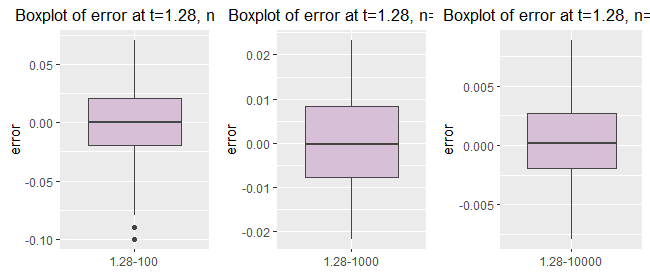 Boxplot of error at t=1.28, n
0.05
0.00
-0.05
-0.10
error
1.28-100
Boxplot of error at t=1.28, n=
0.02
0.01
0.00
-0.01
-0.02
error
1.28-1000
Boxplot of error at t=1.28, n=
0.005
0.000
-0.005
error
1.28-10000